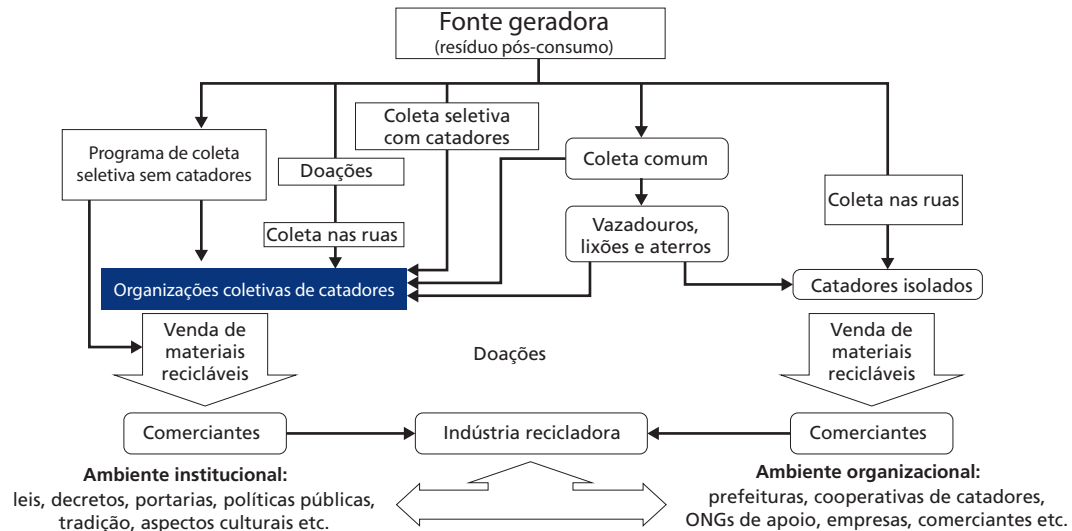 Fonte geradora
(resíduo pós-consumo)
Programa de coleta
seletiva sem catadores
Doações
Coleta nas ruas
Coleta seletiva
com catadores
Coleta comum
Vazadouros,
lixões e aterros
Coleta nas ruas
Organizações coletivas de catadores
Catadores isolados
Venda de
materiais
recicláveis
Doações
Venda de
materiais
recicláveis
Comerciantes
Indústria recicladora
Comerciantes
Ambiente institucional:
leis, decretos, portarias, políticas públicas,
tradição, aspectos culturais etc.
Ambiente organizacional:
prefeituras, cooperativas de catadores,
ONGs de apoio, empresas, comerciantes etc.